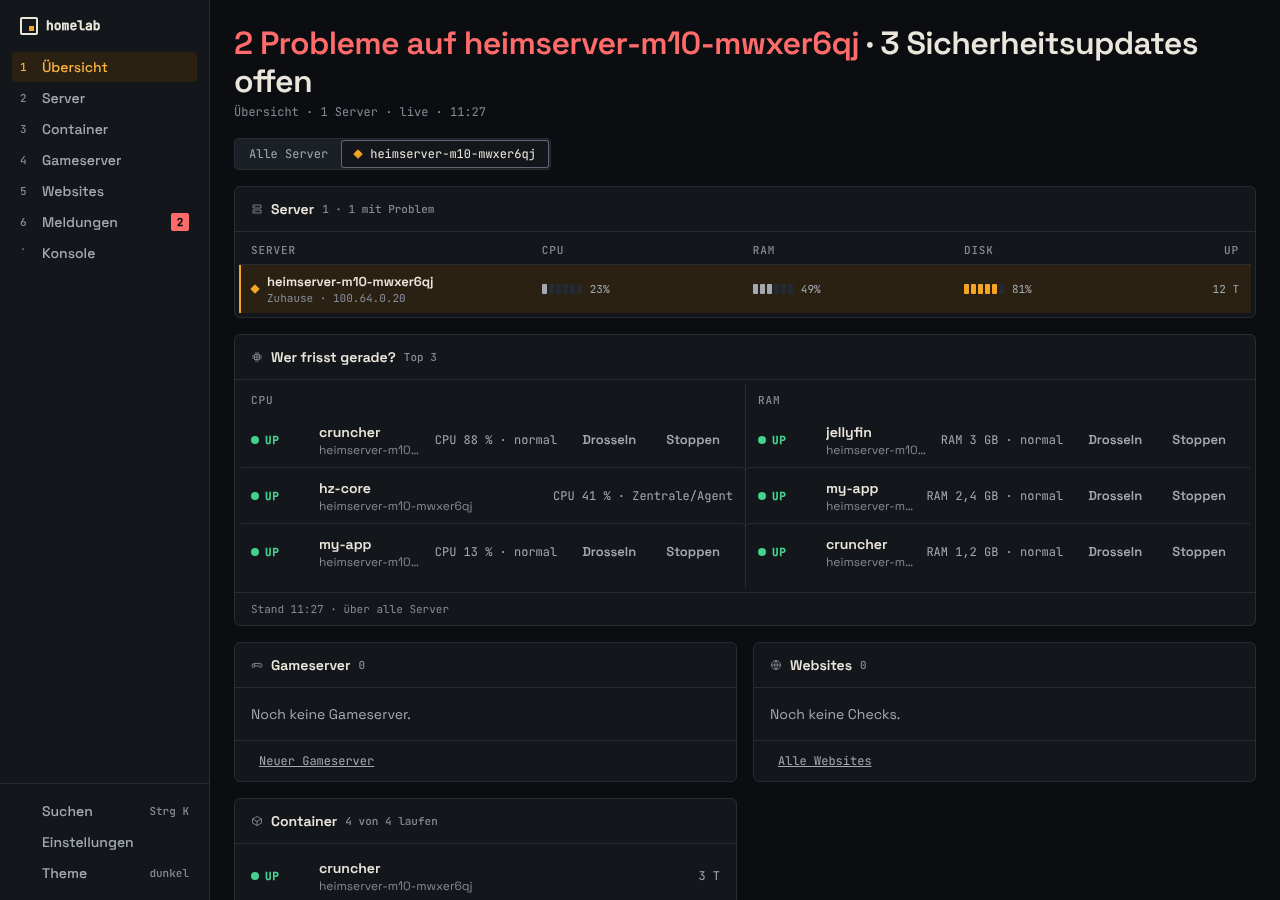 homelab
1 Übersicht
2 Server
3 Container
4 Gameserver
5 Websites
6 Meldungen 2
` Konsole
Suchen Strg K
Einstellungen
Theme dunkel
2 Probleme auf heimserver-m10-mwxer6qj · 3 Sicherheitsupdates
offen
Übersicht · 1 Server · live · 11:27
Alle Server heimserver-m10-mwxer6qj
Server 1 · 1 mit Problem
SERVER CPU RAM DISK UP
heimserver-m10-mwxer6qj 23% 49% 81% 12 T
Zuhause · 100.64.0.20
Wer frisst gerade? Top 3
CPU
UP cruncher CPU 88 % · normal Drosseln Stoppen
heimserver-m10…
UP hz-core CPU 41 % · Zentrale/Agent
heimserver-m10-mwxer6qj
UP my-app CPU 13 % · normal Drosseln Stoppen
heimserver-m10…
RAM
UP jellyfin RAM 3 GB · normal Drosseln Stoppen
heimserver-m10…
UP my-app RAM 2,4 GB · normal Drosseln Stoppen
heimserver-m…
UP cruncher RAM 1,2 GB · normal Drosseln Stoppen
heimserver-m…
Stand 11:27 · über alle Server
Gameserver 0
Noch keine Gameserver.
Neuer Gameserver
Websites 0
Noch keine Checks.
Alle Websites
Container 4 von 4 laufen
UP cruncher 3 T
heimserver-m10-mwxer6qj